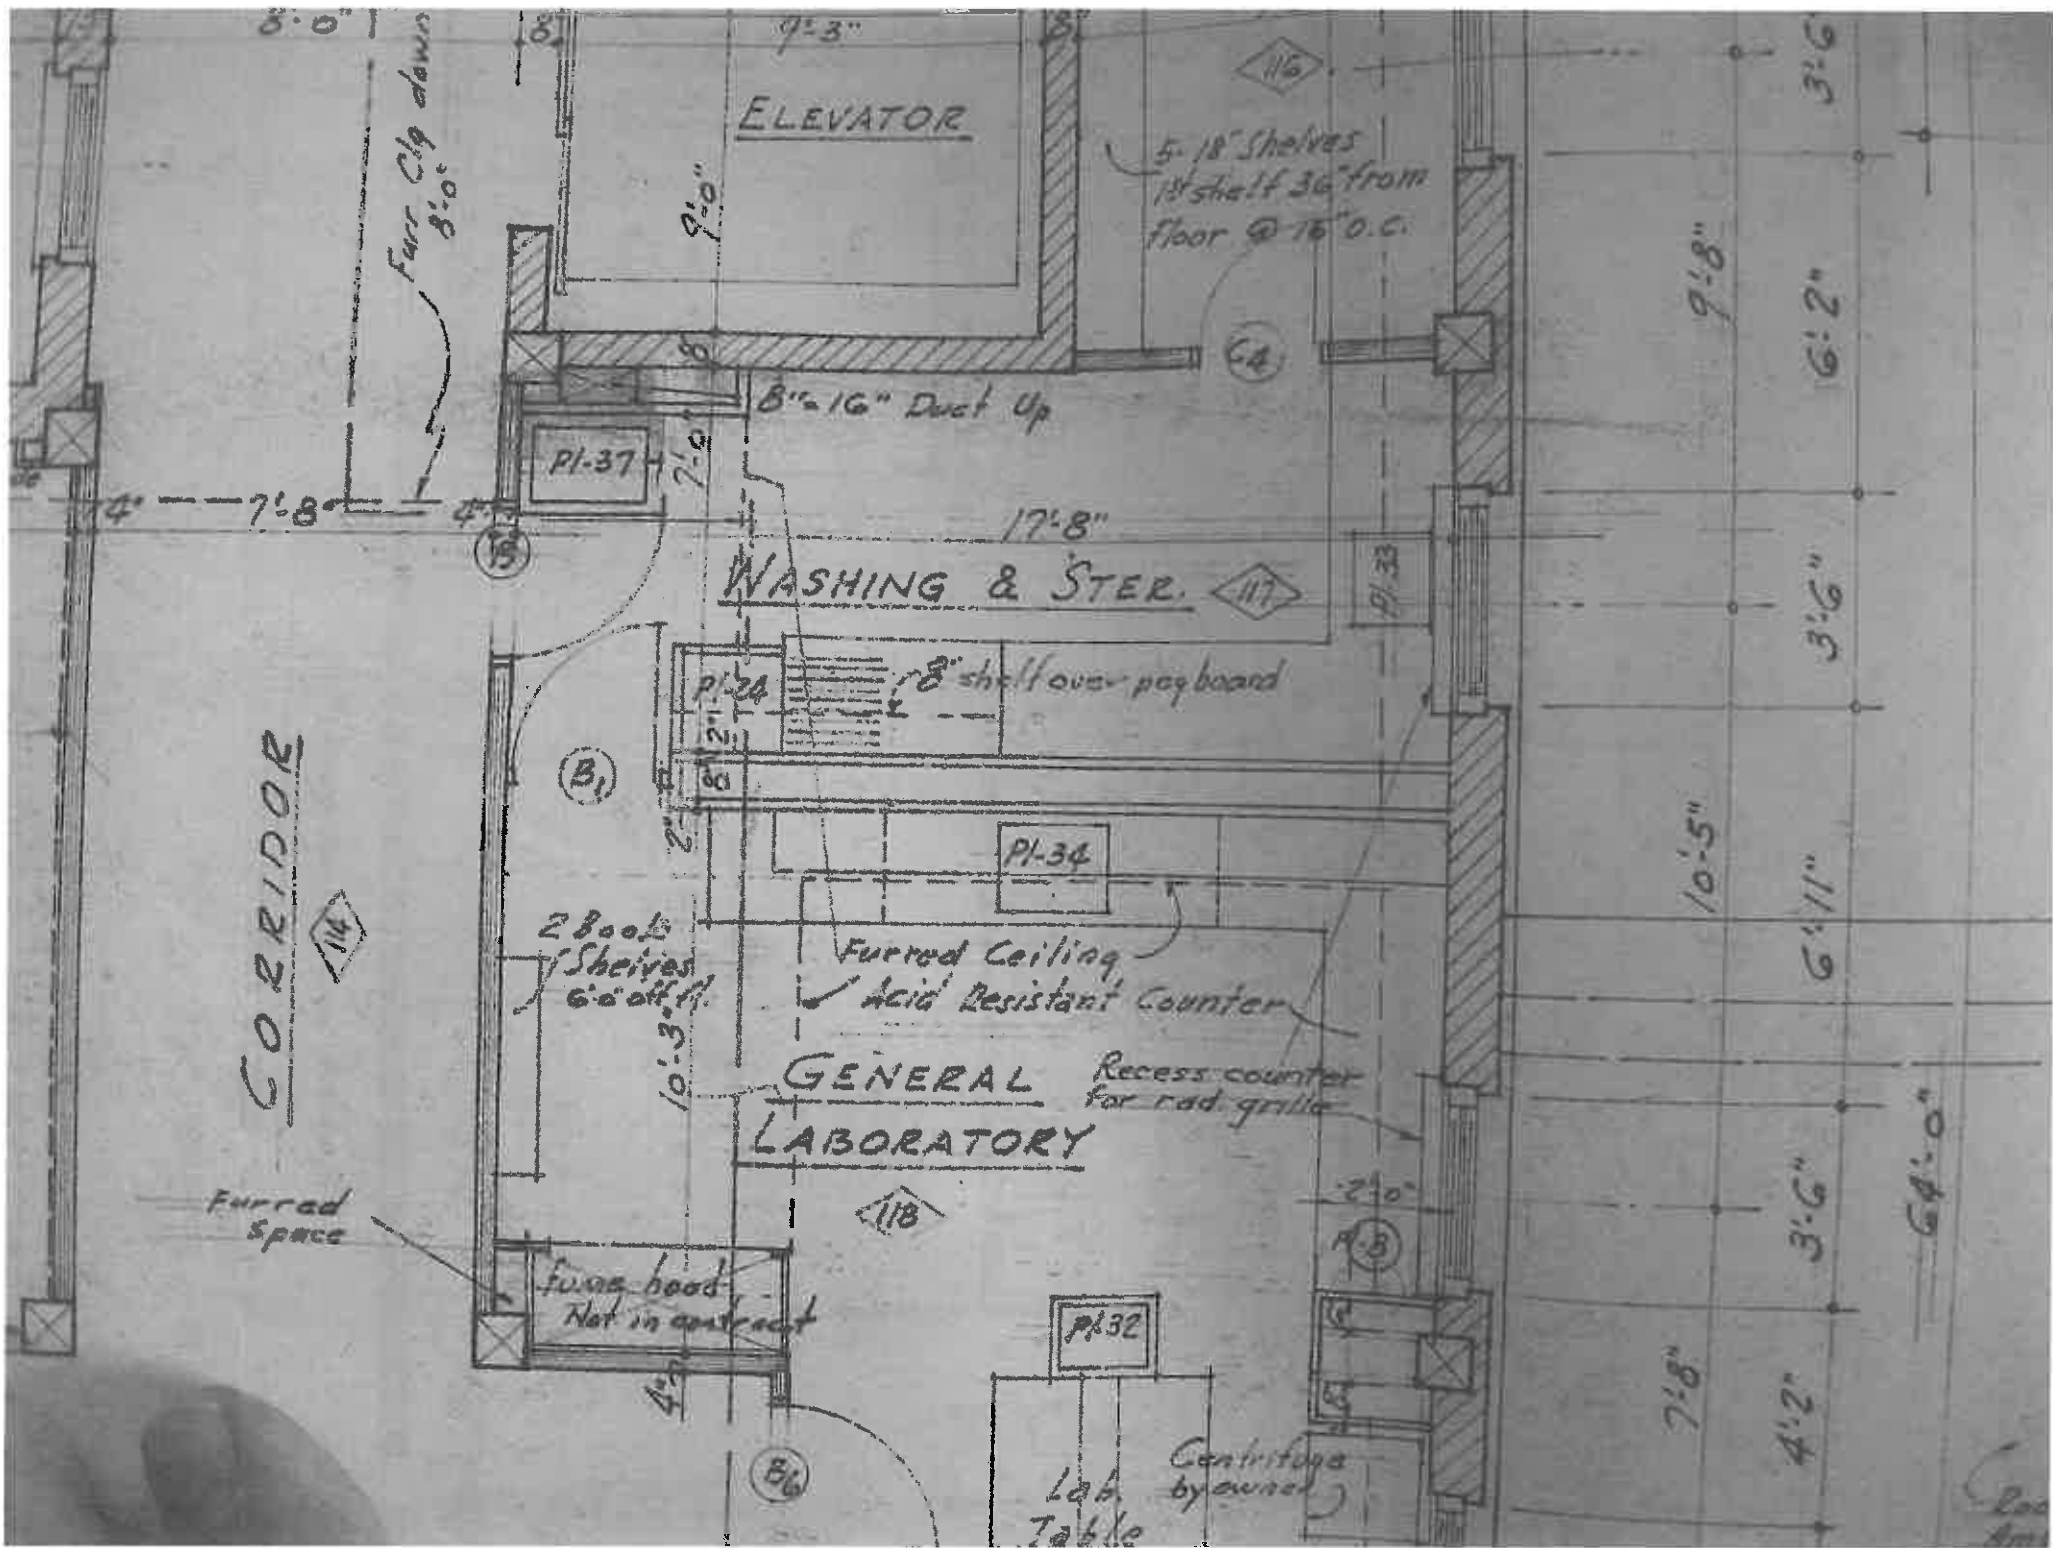 8'-0"
8"
9'-3"
8"
3'-6"
116
ELEVATOR
Furr Clg down
8'-0"
9'-0"
5-18" Shelves
1st shelf 36" from
floor @ 16" O.C.
9'-8"
6'-2"
8"
C4
8"x16" Duct Up
Pl-37
7'-0"
4"
7'-8"
4"
17'-8"
WASHING & STER.
117
Pl-33
3'-6"
Pl-24
8" shelf over pegboard
2'-1"
8"
B1
2"
Pl-34
10'-5"
6'-11"
CORRIDOR
114
2 Book
Shelves
6'-0" off fl.
Furred Ceiling
Acid Resistant Counter
10'-3"
GENERAL
LABORATORY
118
Recess counter
for rad. grille
2'-0"
3'-6"
64'-0"
Furred
Space
fume hood
Not in contract
4"
Pl-32
7'-8"
4'-2"
B6
Lab.
Table
Centrifuge
by owner